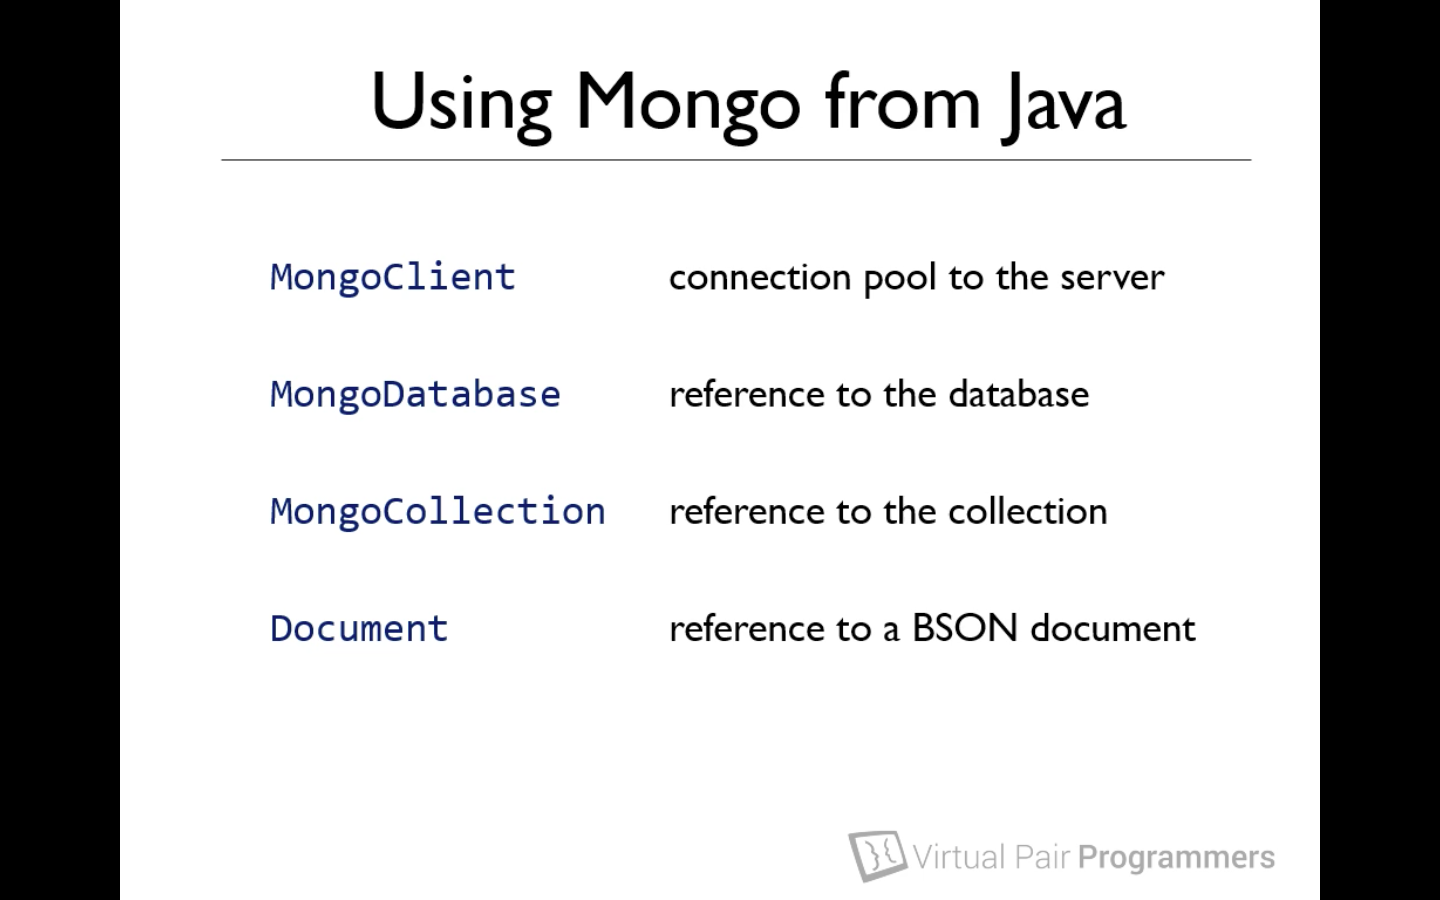 Using Mongo from Java
MongoClient connection pool to the server
MongoDatabase reference to the database
MongoCollection reference to the collection
Document reference to a BSON document
Virtual Pair Programmers